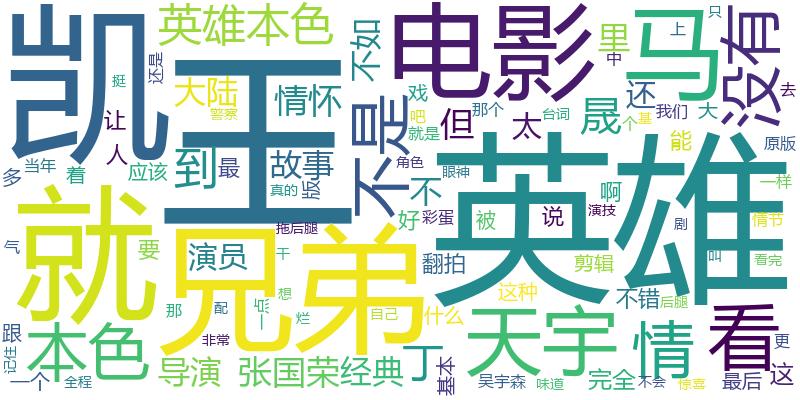 凯
王
英雄
兄弟
就
电影
马
没有
天宇
看
情
不是
本色
英雄本色
大陆
情怀
不如
里
中
上
只
去
还是
挺
让
人
警察
到
最
故事
版
真的
戏
吧
就是
但
那个
太
台词
晟
还
个
基
我们
大
能
原版
一样
多
当年
着
应该
角色
眼神
不
好
彩蛋
被
说
演技
啊
剧
叫
情节
看完
气
要
演员
拖后腿
干
翻拍
剪辑
这种
不错
后腿
那
配
一点
想
烂
自己
什么
非常
跟
记住
一个
全程
导演
张国荣
经典
丁
基本
吴宇森
味道
完全
不会
惊喜
最后
这
更